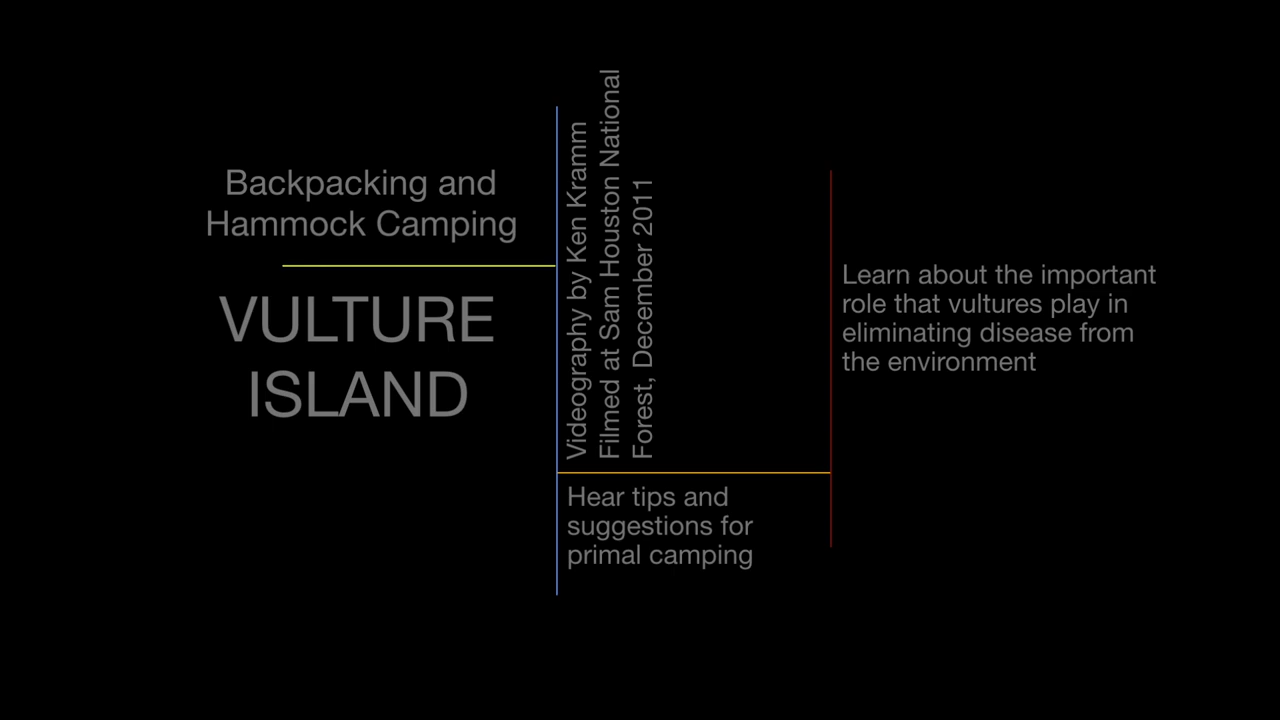 Backpacking and
Hammock Camping
VULTURE
ISLAND
Videography by Ken Kramm
Filmed at Sam Houston National
Forest, December 2011
Hear tips and
suggestions for
primal camping
Learn about the important
role that vultures play in
eliminating disease from
the environment